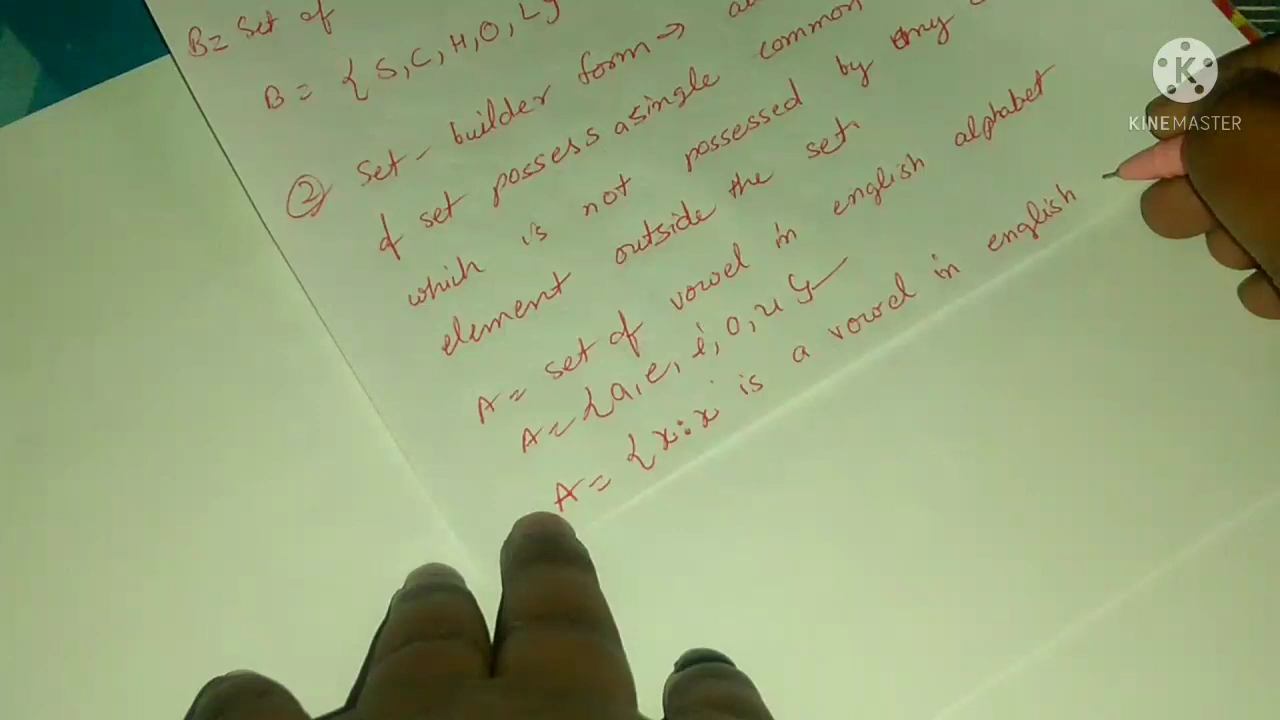 B= Set of
B = { S, C, H, O, L }
② Set-builder form →
of set possess a single common
which is not possessed by any
element outside the set.
A= set of vowel in english alphabet
A= {a, e, i, o, u }
A= {x : x is a vowel in english
KINEMASTER